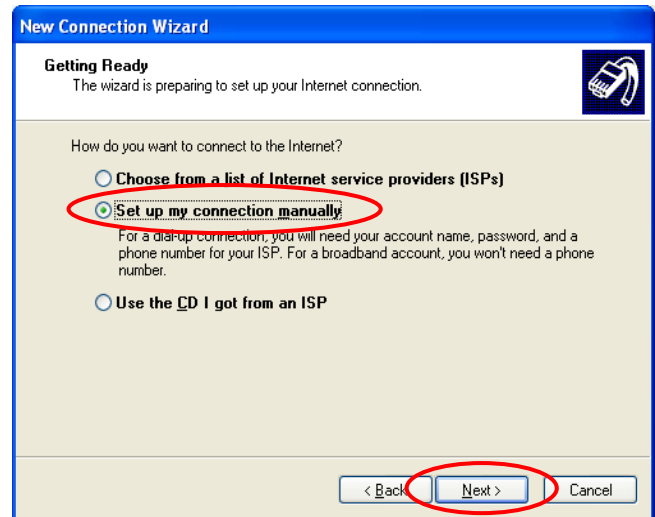 New Connection Wizard
Getting Ready
The wizard is preparing to set up your Internet connection.
How do you want to connect to the Internet?
Choose from a list of Internet service providers (ISPs)
Set up my connection manually
For a dial-up connection, you will need your account name, password, and a
phone number for your ISP. For a broadband account, you won't need a phone
number.
Use the CD I got from an ISP
< Back Next > Cancel